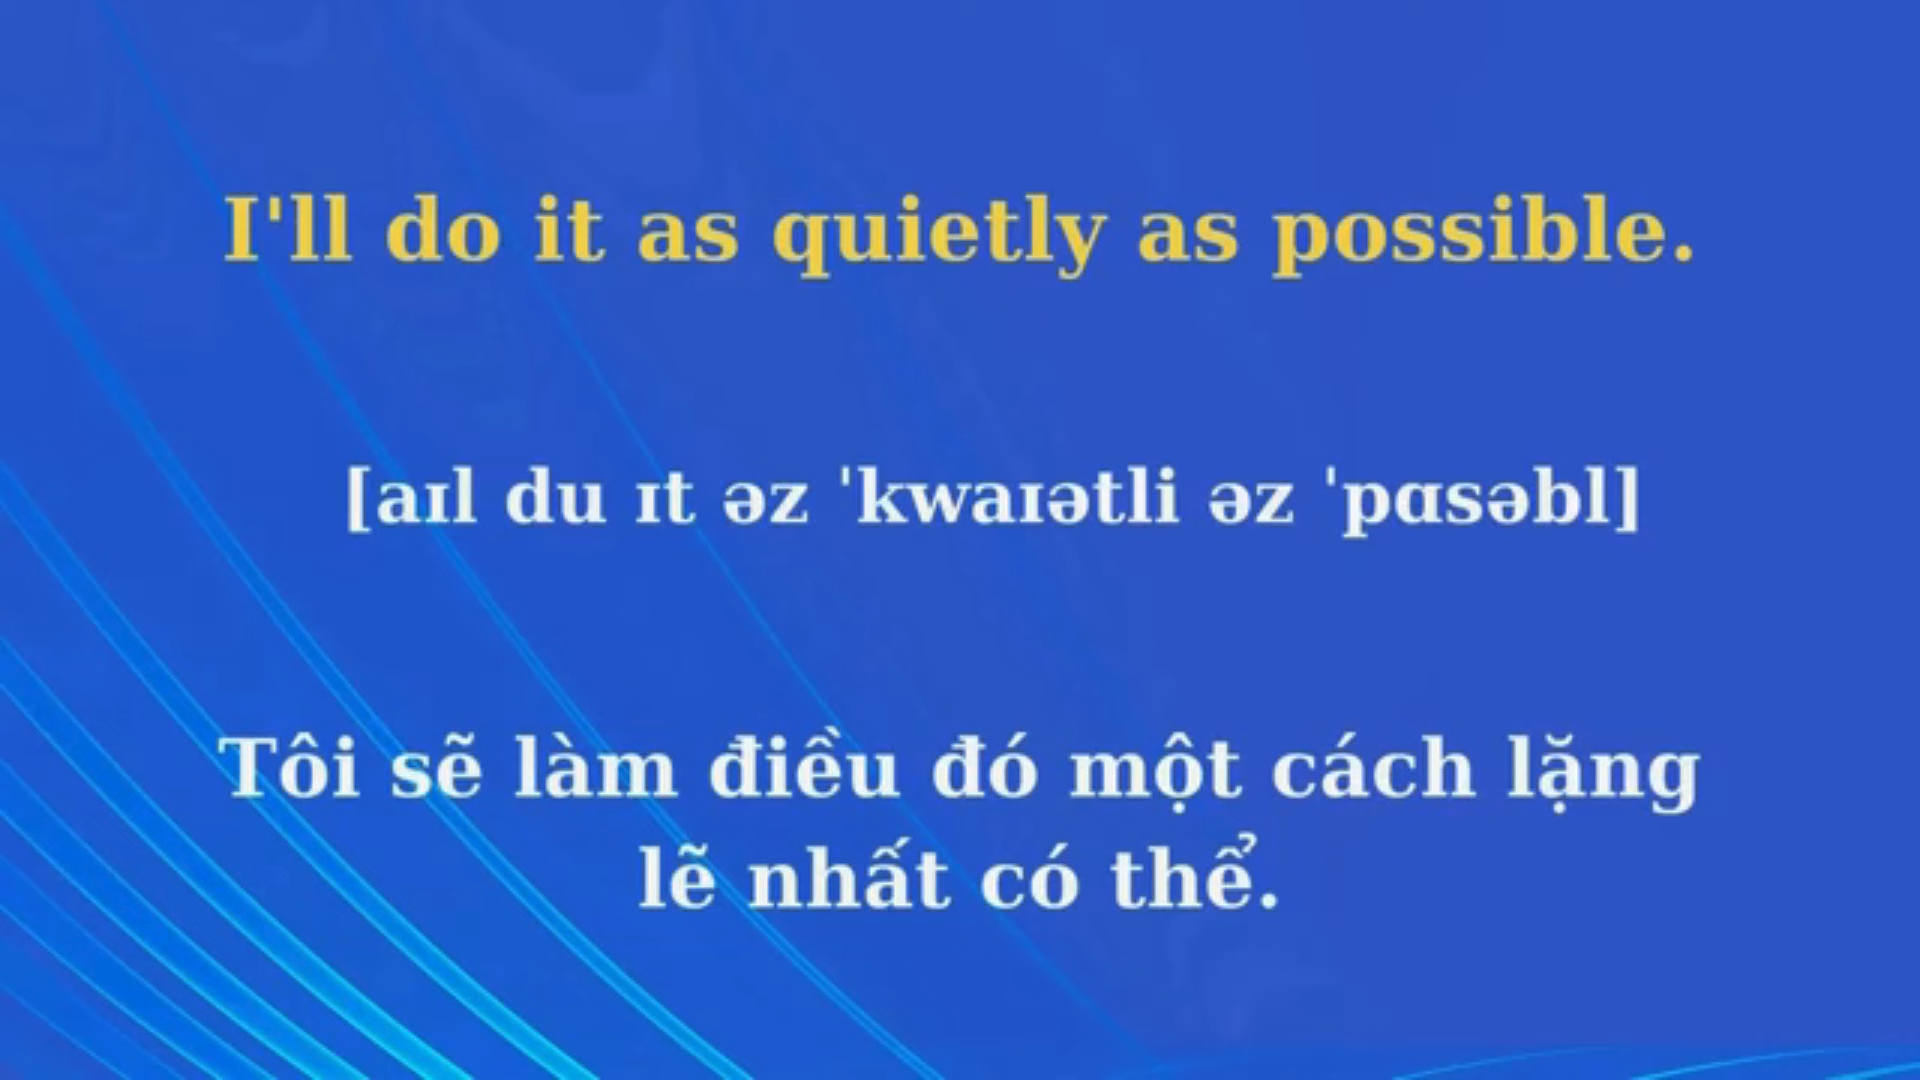 I'll do it as quietly as possible.
[aɪl du ɪt əz ˈkwaɪətli əz ˈpɑsəbl]
Tôi sẽ làm điều đó một cách lặng
lẽ nhất có thể.